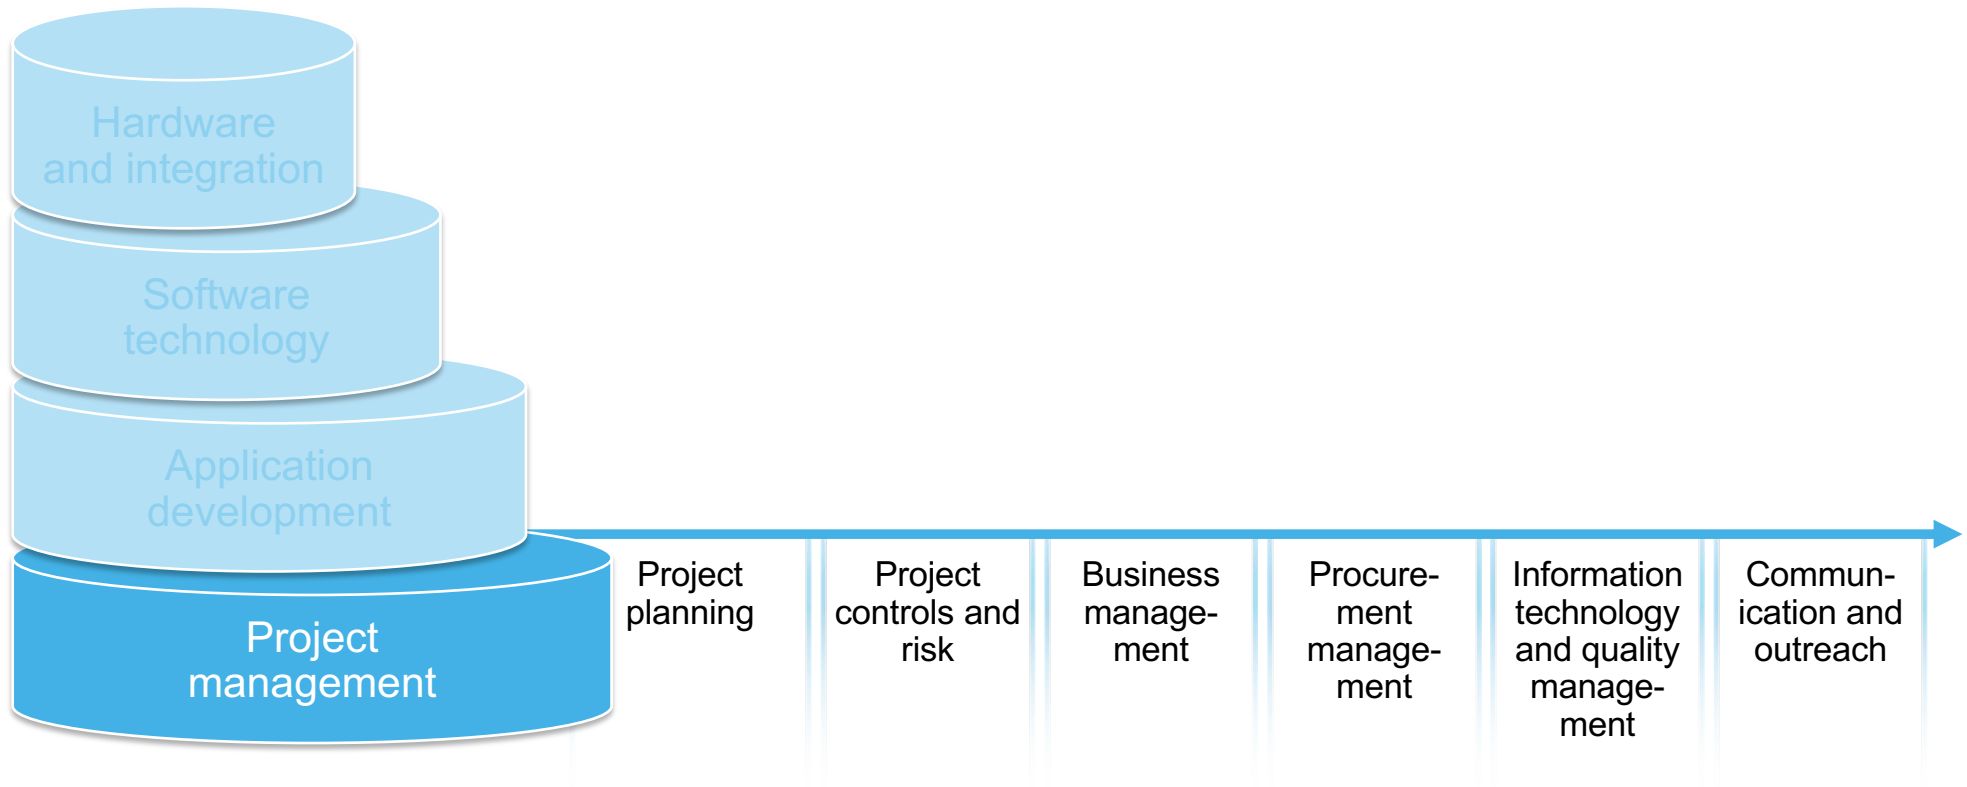 Hardware
and integration
Software
technology
Application
development
Project
management
Project
planning
Project
controls and
risk
Business
manage-
ment
Procure-
ment
manage-
ment
Information
technology
and quality
manage-
ment
Commun-
ication and
outreach